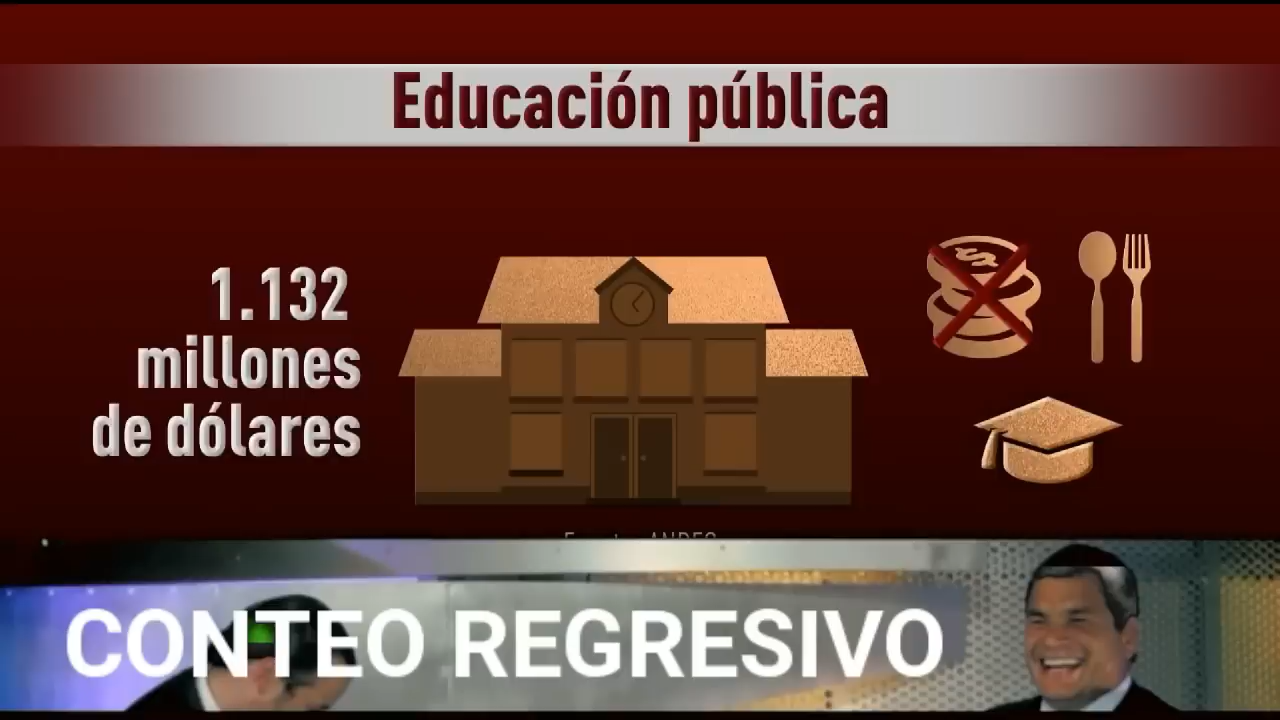 Educación pública
1.132
millones
de dólares
CONTEO REGRESIVO